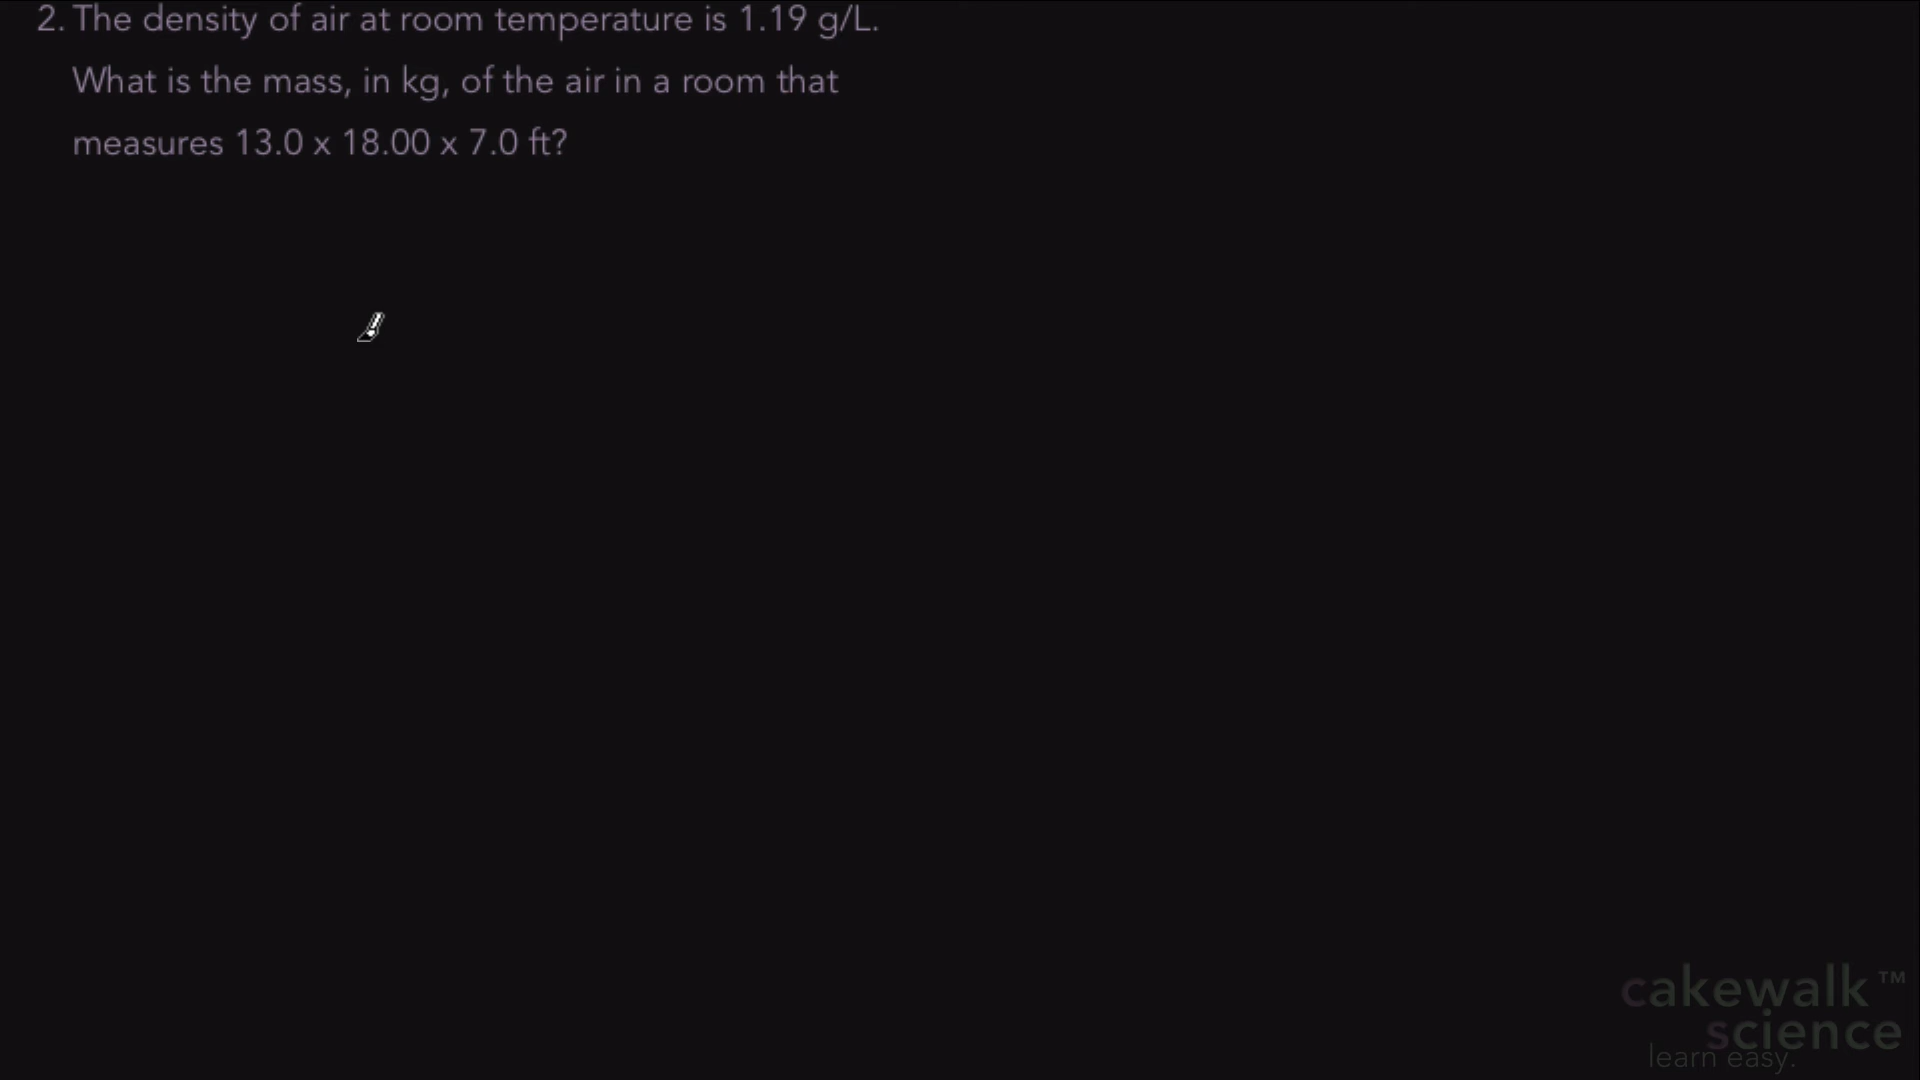 2. The density of air at room temperature is 1.19 g/L.
What is the mass, in kg, of the air in a room that
measures 13.0 x 18.00 x 7.0 ft?
cakewalk™
science
learn easy.